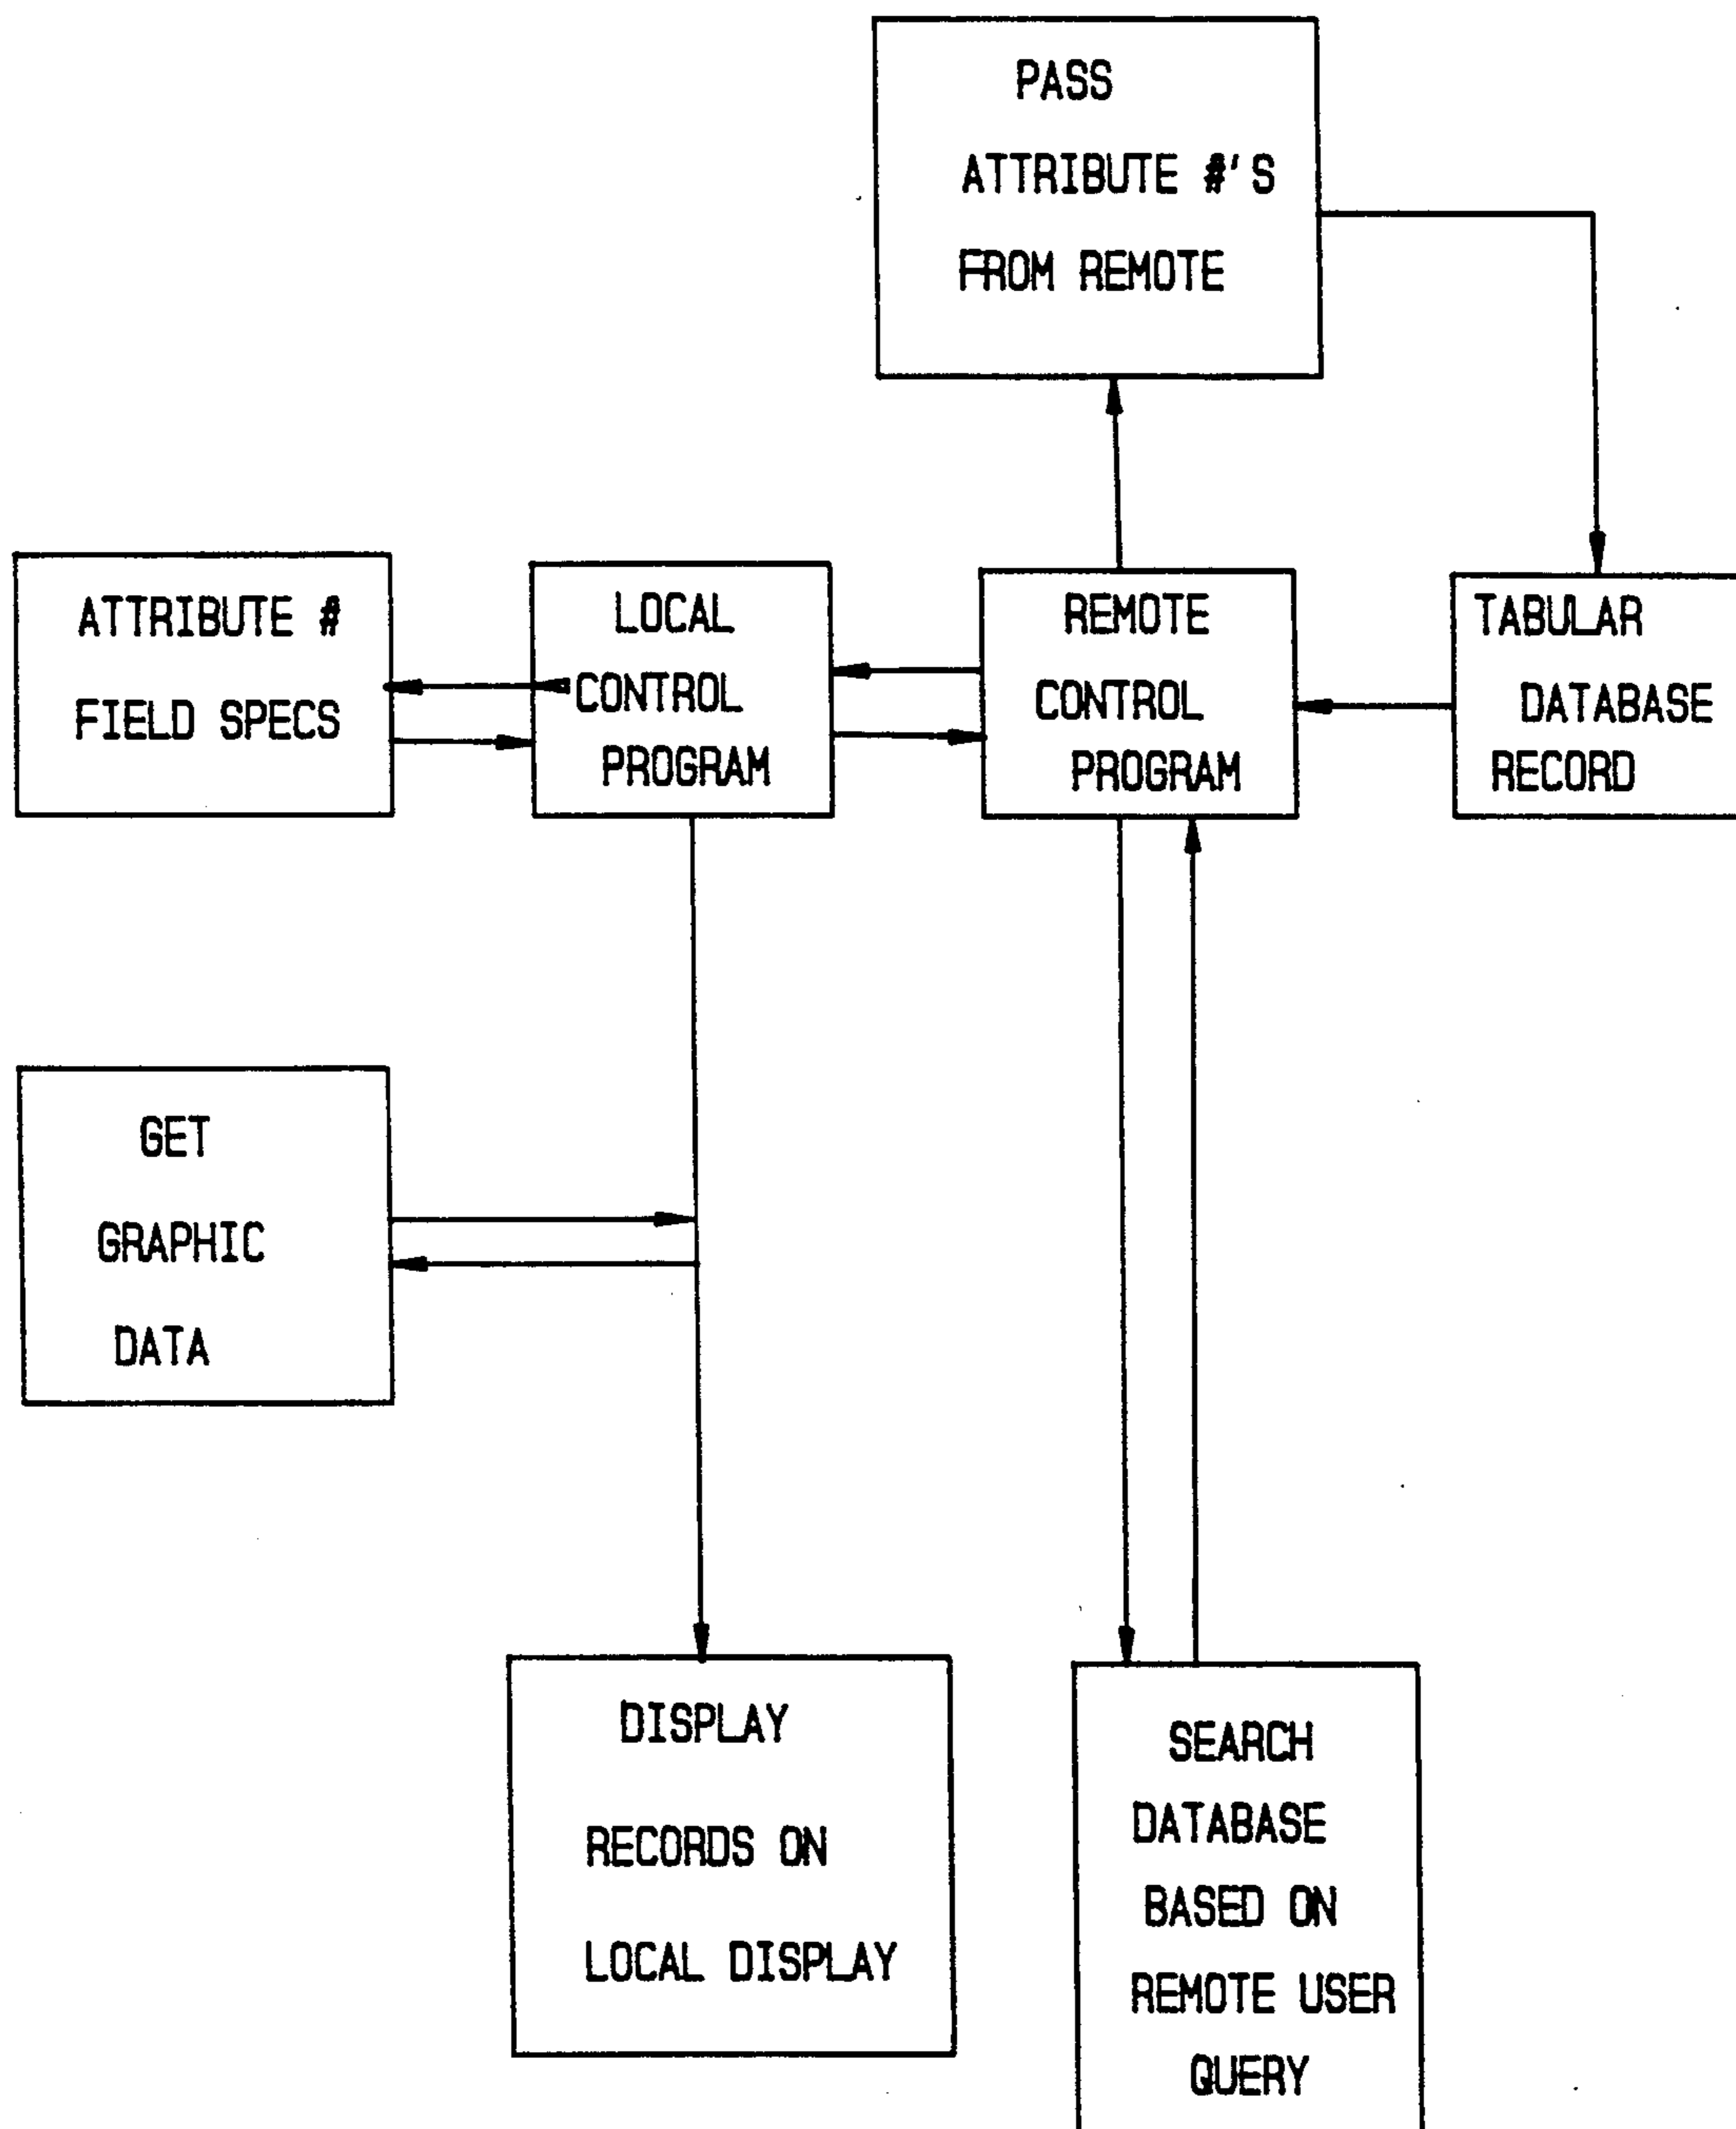 PASS
ATTRIBUTE #'S
FROM REMOTE
ATTRIBUTE #
FIELD SPECS
LOCAL
CONTROL
PROGRAM
REMOTE
CONTROL
PROGRAM
TABULAR
DATABASE
RECORD
GET
GRAPHIC
DATA
DISPLAY
RECORDS ON
LOCAL DISPLAY
SEARCH
DATABASE
BASED ON
REMOTE USER
QUERY